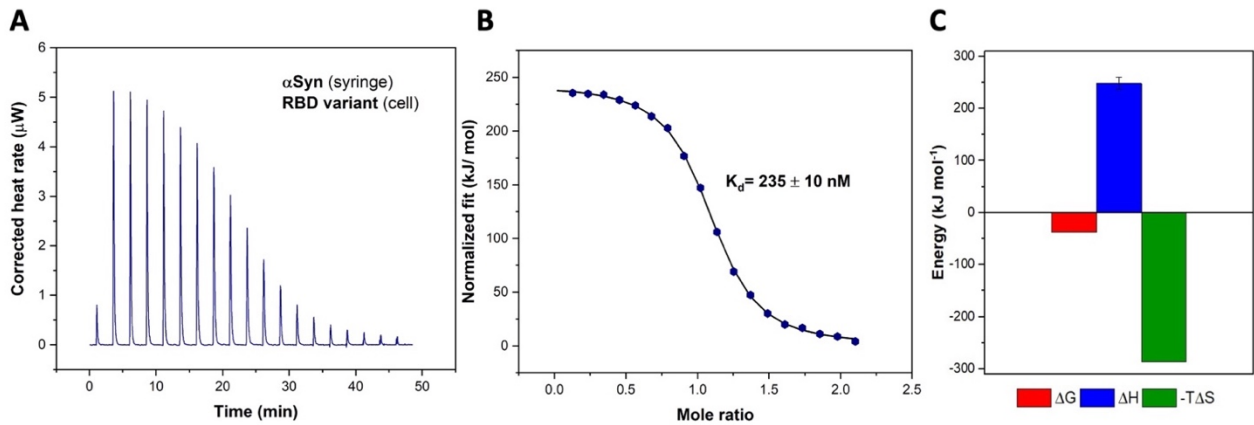 A
B
C
6
5
4
3
2
1
0
Corrected heat rate (μW)
αSyn (syringe)
RBD variant (cell)
0
10
20
30
40
50
Time (min)
250
200
150
100
50
0
Normalized fit (kJ/ mol)
Kd= 235 ± 10 nM
0.0
0.5
1.0
1.5
2.0
2.5
Mole ratio
300
200
100
0
-100
-200
-300
Energy (kJ mol⁻¹)
ΔG ΔH -TΔS